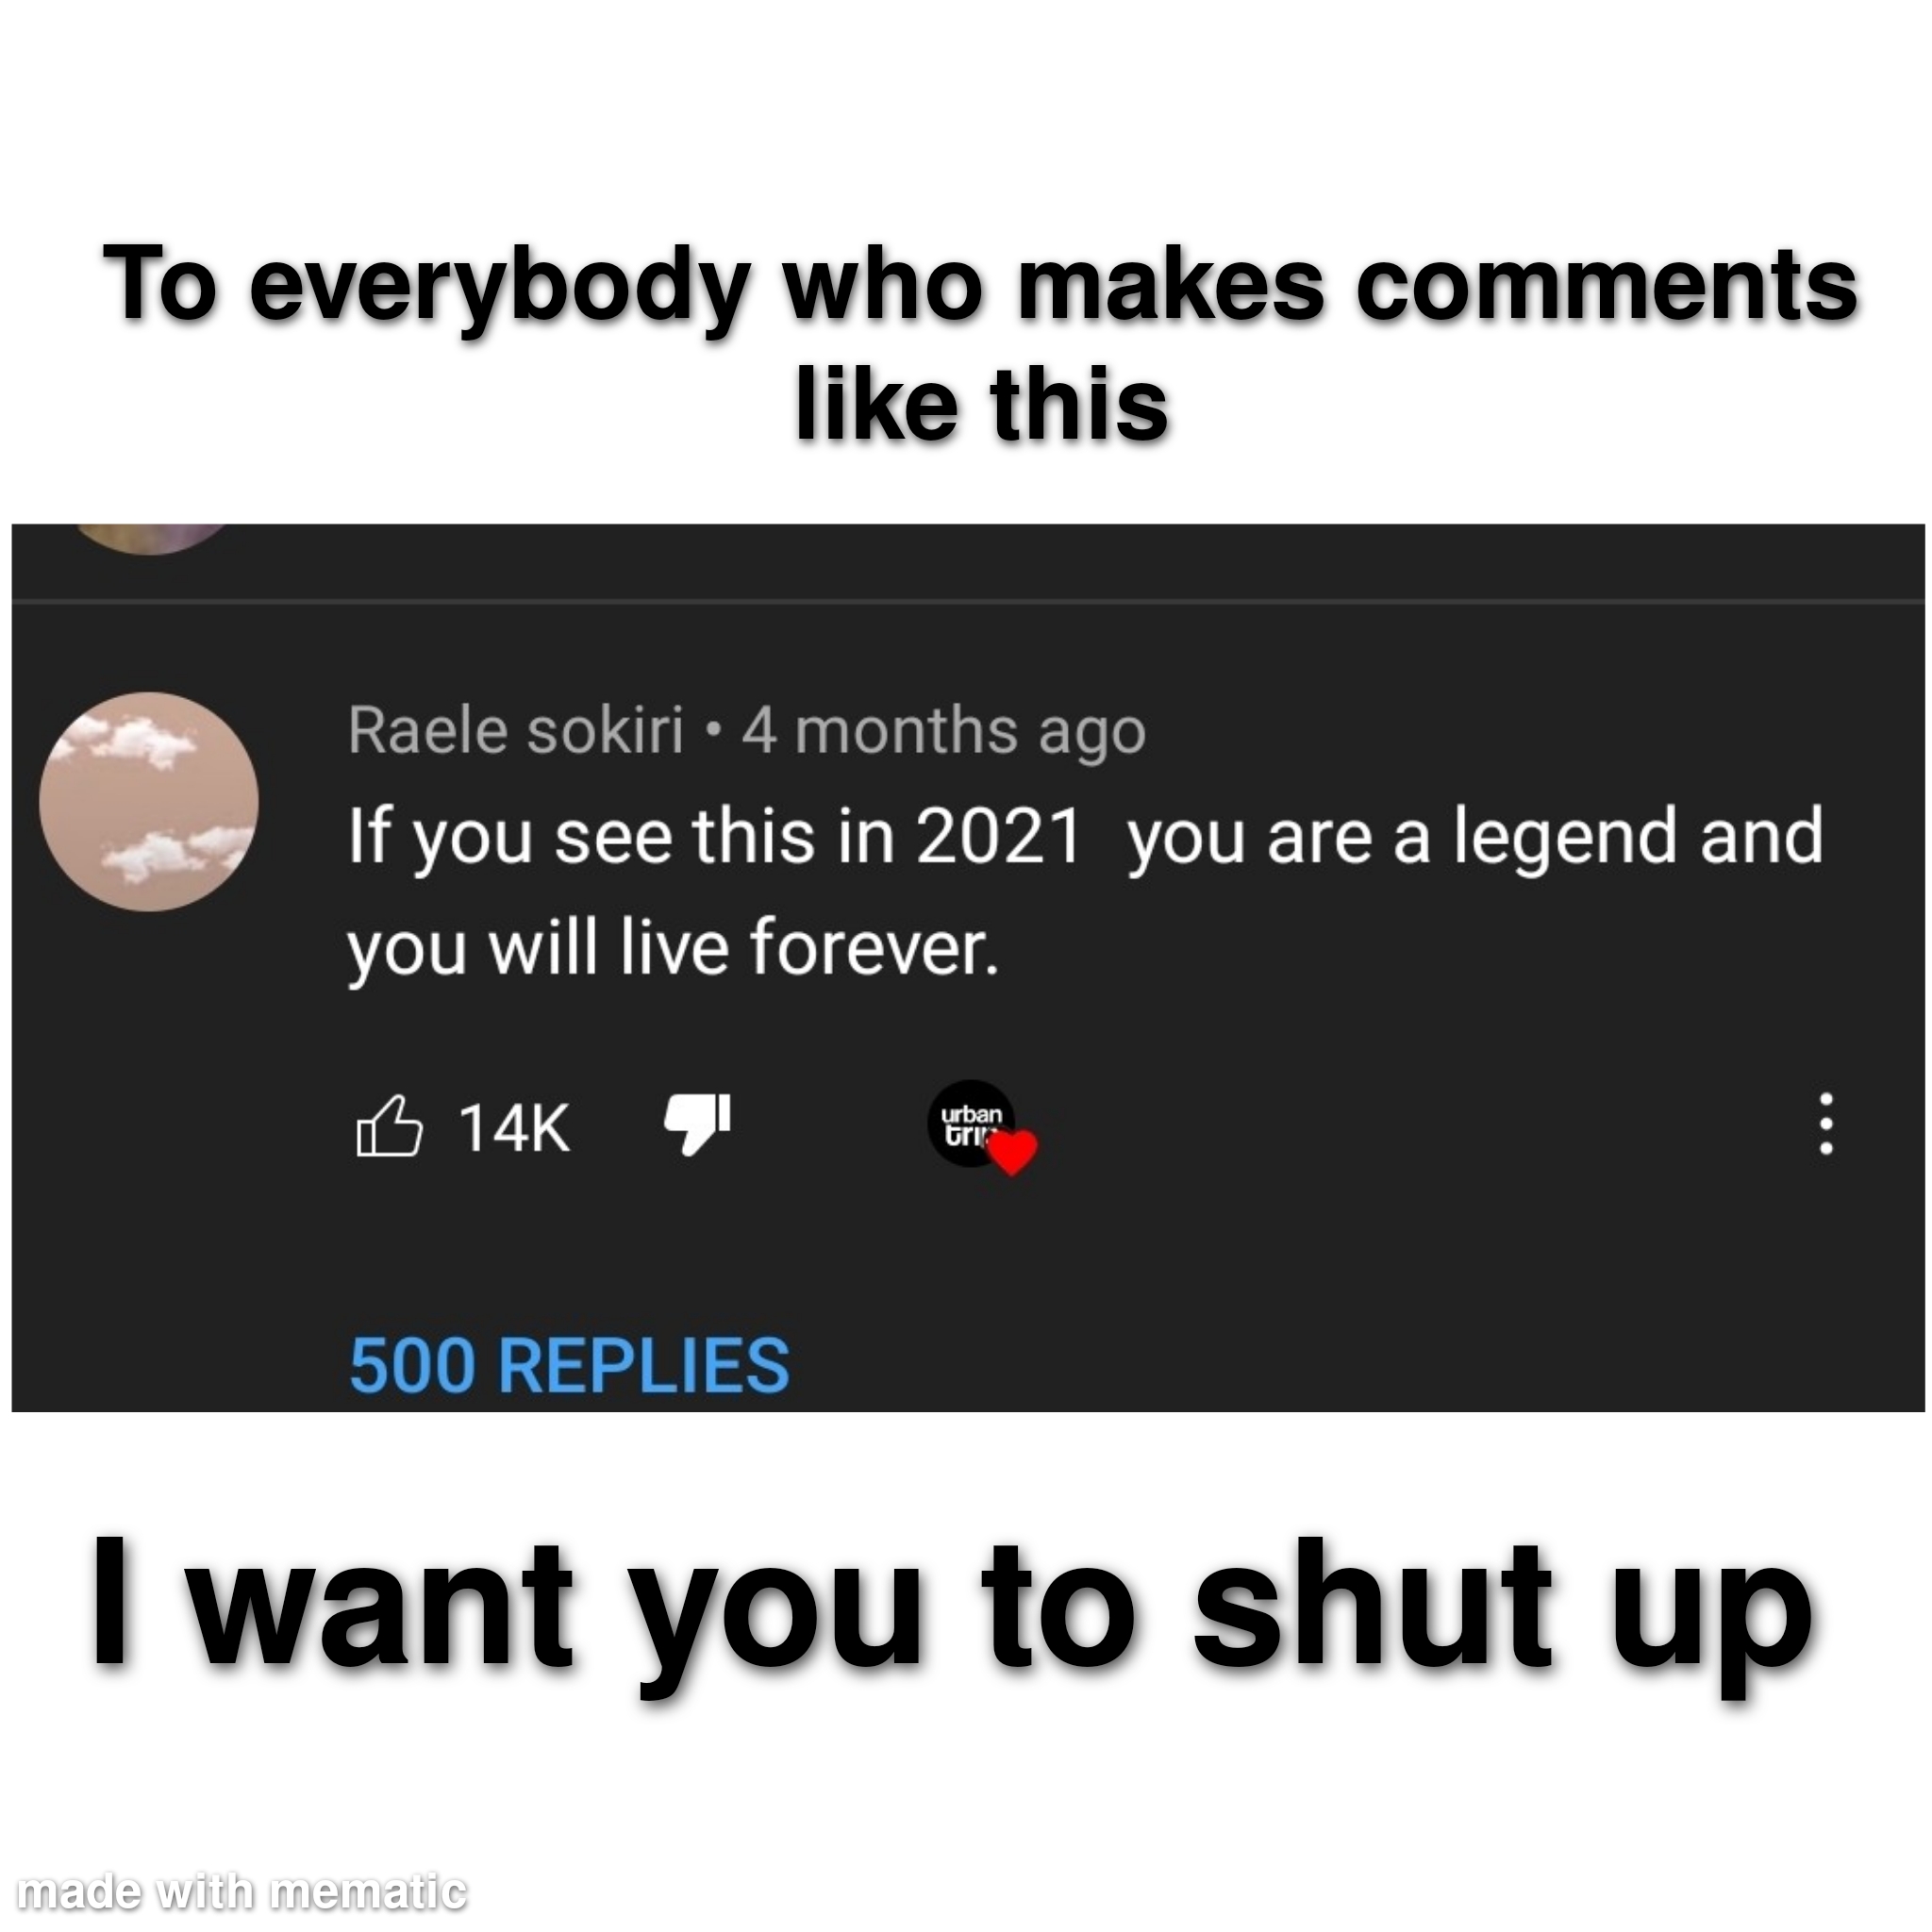 To everybody who makes comments
like this
Raele sokiri • 4 months ago
If you see this in 2021  you are a legend and
you will live forever.
14K
urban
500 REPLIES
I want you to shut up
made with mematic